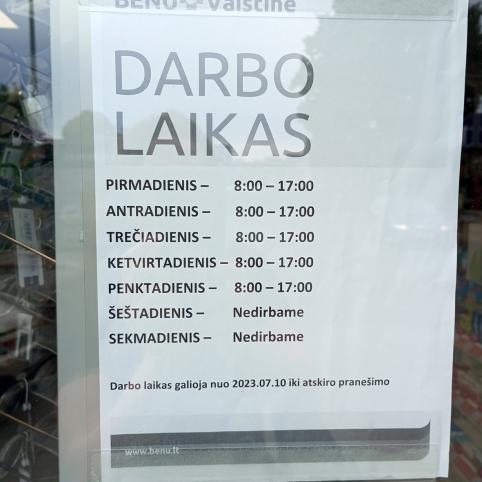 BENU Vaistinė
DARBO
LAIKAS
PIRMADIENIS – 8:00 – 17:00
ANTRADIENIS – 8:00 – 17:00
TREČIADIENIS – 8:00 – 17:00
KETVIRTADIENIS – 8:00 – 17:00
PENKTADIENIS – 8:00 – 17:00
ŠEŠTADIENIS – Nedirbame
SEKMADIENIS – Nedirbame
Darbo laikas galioja nuo 2023.07.10 iki atskiro pranešimo
www.benu.lt